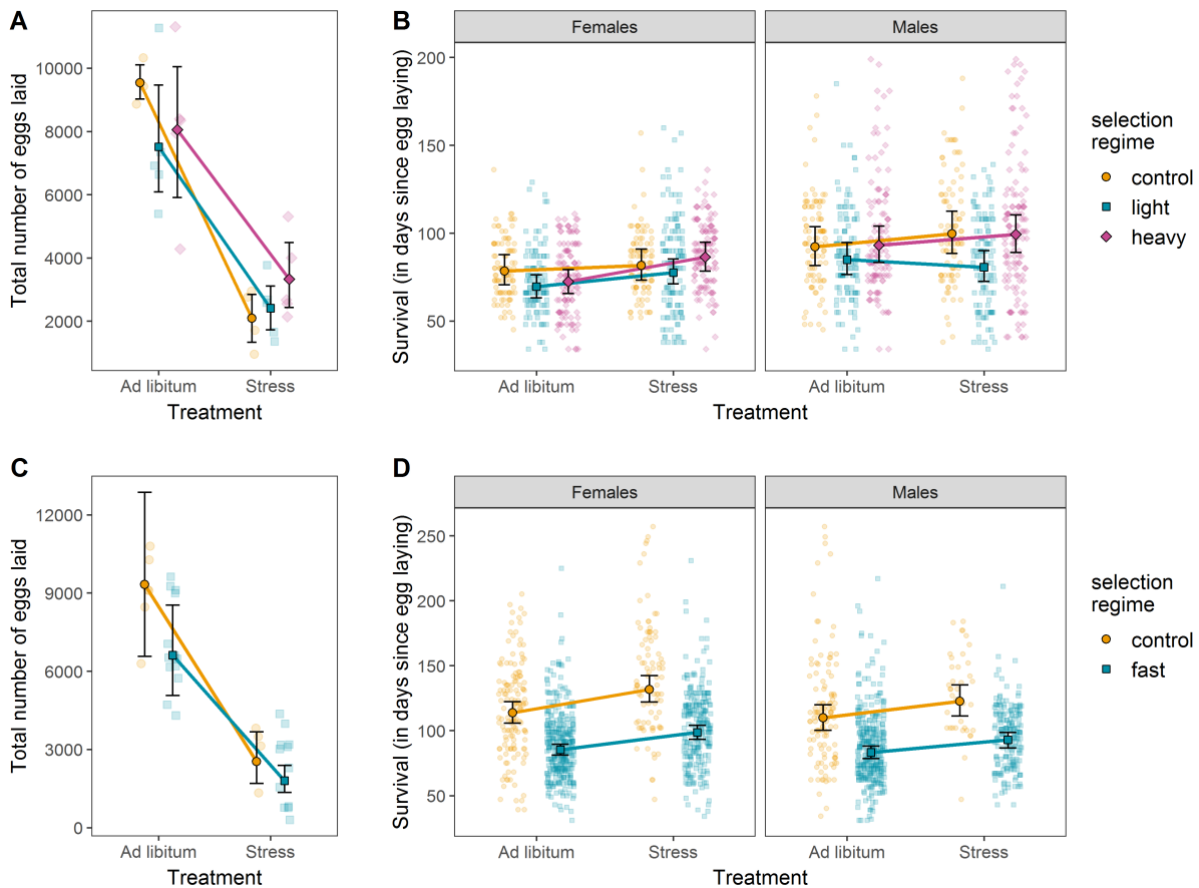 A
Total number of eggs laid
10000
8000
6000
4000
2000
Ad libitum
Stress
Treatment
B
Females
Males
Survival (in days since egg laying)
200
150
100
50
Ad libitum
Stress
Ad libitum
Stress
Treatment
selection
regime
control
light
heavy
C
Total number of eggs laid
12000
9000
6000
3000
0
Ad libitum
Stress
Treatment
D
Females
Males
Survival (in days since egg laying)
250
200
150
100
50
Ad libitum
Stress
Ad libitum
Stress
Treatment
selection
regime
control
fast